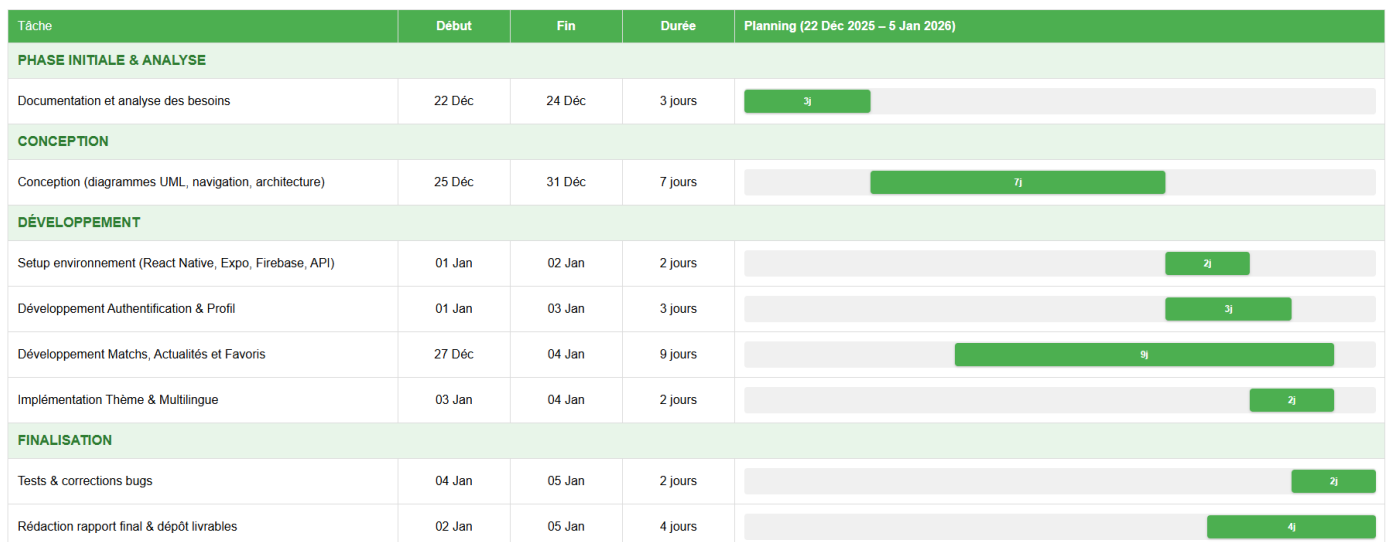 Tâche Début Fin Durée Planning (22 Déc 2025 – 5 Jan 2026)
PHASE INITIALE & ANALYSE
Documentation et analyse des besoins 22 Déc 24 Déc 3 jours 3j
CONCEPTION
Conception (diagrammes UML, navigation, architecture) 25 Déc 31 Déc 7 jours 7j
DÉVELOPPEMENT
Setup environnement (React Native, Expo, Firebase, API) 01 Jan 02 Jan 2 jours 2j
Développement Authentification & Profil 01 Jan 03 Jan 3 jours 3j
Développement Matchs, Actualités et Favoris 27 Déc 04 Jan 9 jours 9j
Implémentation Thème & Multilingue 03 Jan 04 Jan 2 jours 2j
FINALISATION
Tests & corrections bugs 04 Jan 05 Jan 2 jours 2j
Rédaction rapport final & dépôt livrables 02 Jan 05 Jan 4 jours 4j